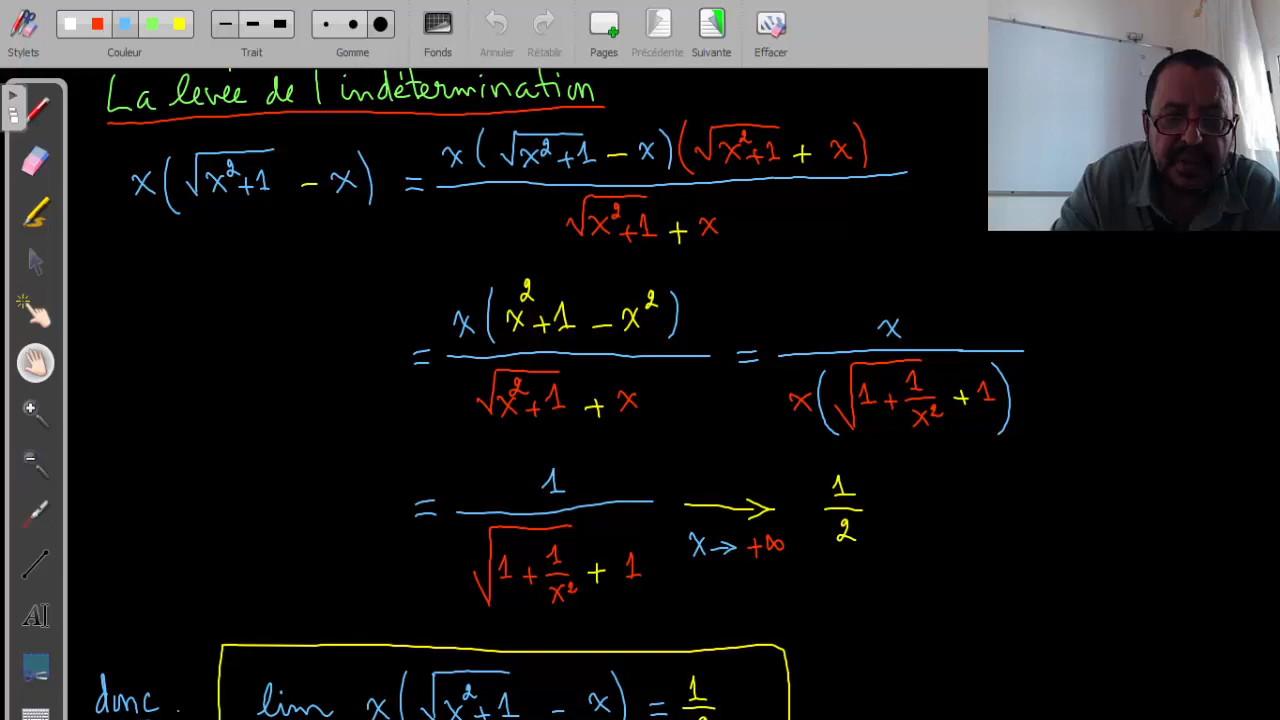 Stylets Couleur Trait Gomme Fonds Annuler Rétablir Pages Précédente Suivante Effacer
La levée de l'indétermination
x(√(x²+1) - x) = x(√(x²+1) - x)(√(x²+1) + x) / (√(x²+1) + x)
= x(x²+1 - x²) / (√(x²+1) + x) = x / (x(√(1 + 1/x²) + 1))
= 1 / (√(1 + 1/x²) + 1) → 1/2
x → +∞
donc lim x(√(x²+1) - x) = 1/2